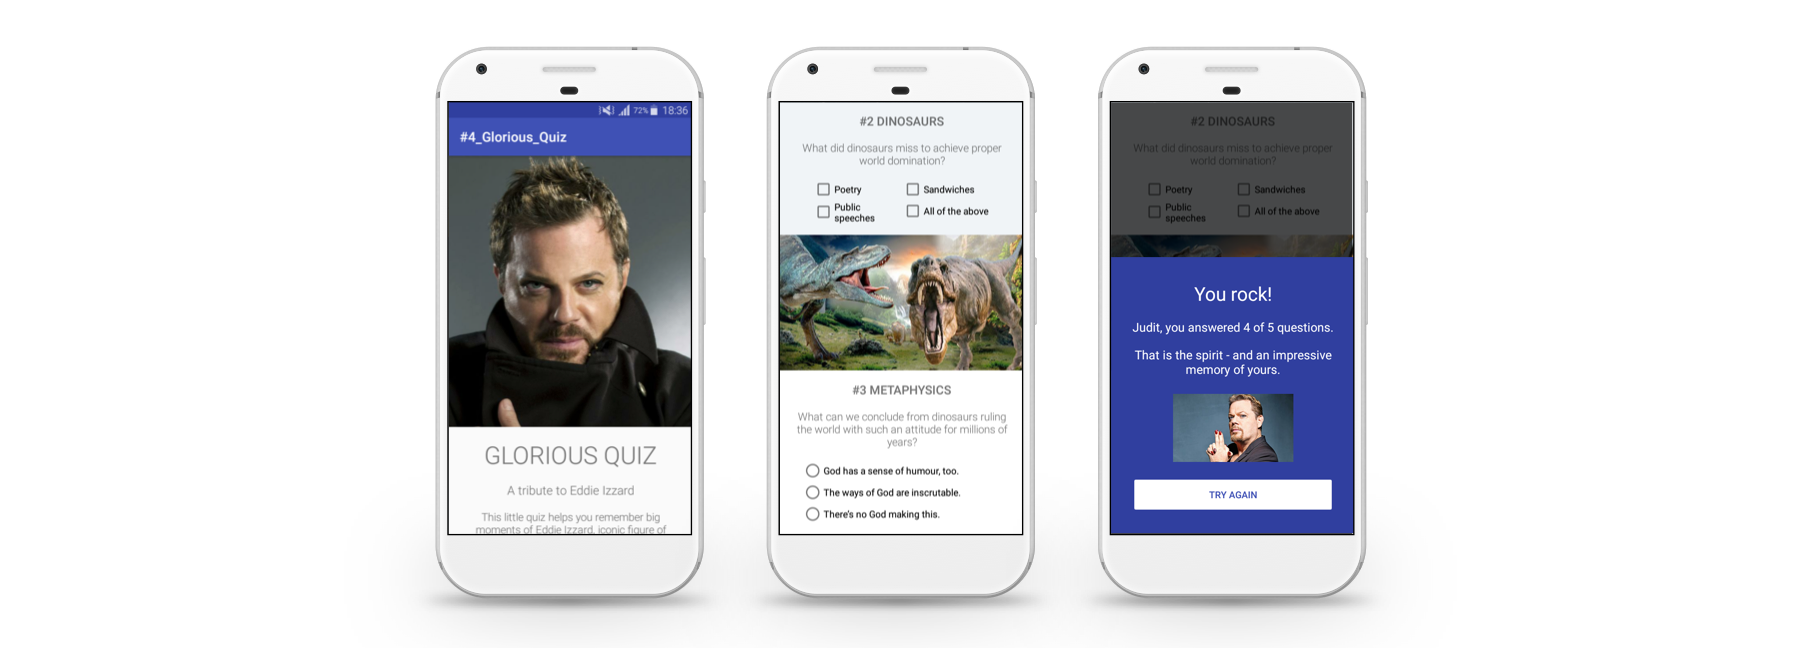 72% 18:36
#4_Glorious_Quiz
GLORIOUS QUIZ
A tribute to Eddie Izzard
This little quiz helps you remember big
moments of Eddie Izzard, iconic figure of
#2 DINOSAURS
What did dinosaurs miss to achieve proper
world domination?
Poetry
Sandwiches
Public
speeches
All of the above
#3 METAPHYSICS
What can we conclude from dinosaurs ruling
the world with such an attitude for millions of
years?
God has a sense of humour, too.
The ways of God are inscrutable.
There's no God making this.
#2 DINOSAURS
What did dinosaurs miss to achieve proper
world domination?
Poetry
Sandwiches
Public
speeches
All of the above
You rock!
Judit, you answered 4 of 5 questions.
That is the spirit - and an impressive
memory of yours.
TRY AGAIN